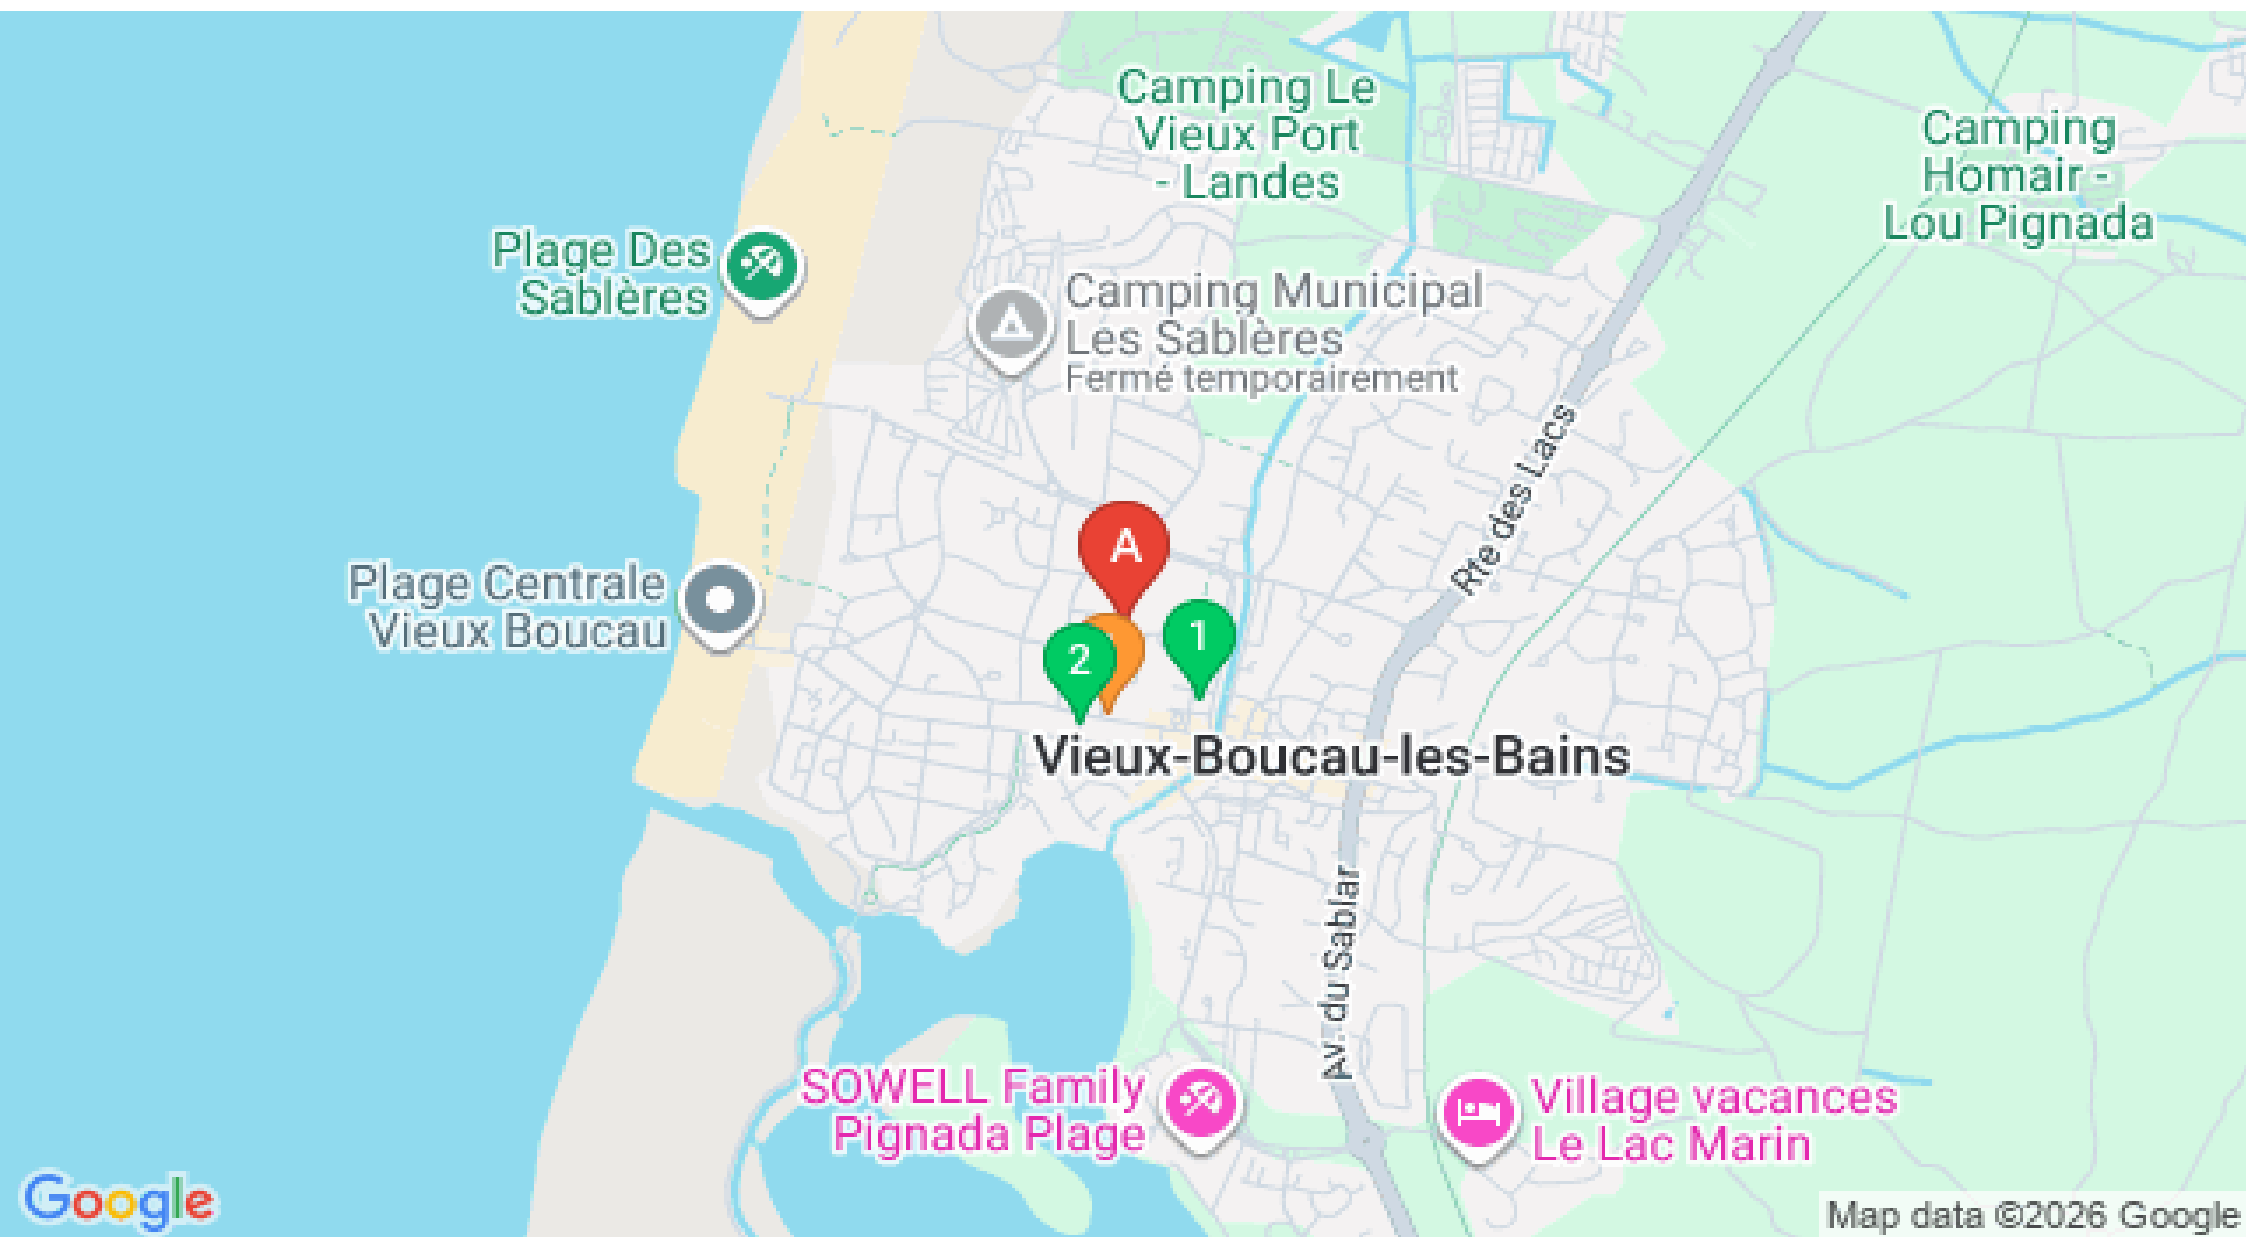 Camping Le
Vieux Port
- Landes
Camping
Homair -
Lou Pignada
Plage Des
Sablères
Camping Municipal
Les Sablères
Fermé temporairement
Rte des Lacs
A
Plage Centrale
Vieux Boucau
1
2
Vieux-Boucau-les-Bains
Av. du Sablar
SOWELL Family
Pignada Plage
Village vacances
Le Lac Marin
Google
Map data ©2026 Google